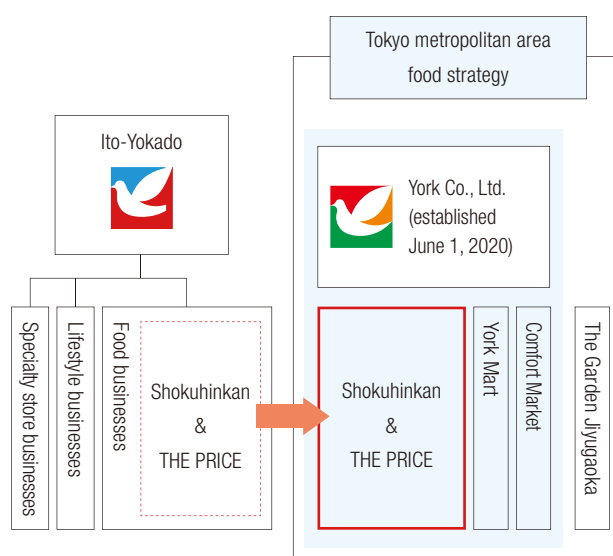 Tokyo metropolitan area
food strategy
Ito-Yokado
York Co., Ltd.
(established
June 1, 2020)
Specialty store businesses
Lifestyle businesses
Food businesses
Shokuhinkan
&
THE PRICE
Shokuhinkan
&
THE PRICE
York Mart
Comfort Market
The Garden Jiyugaoka